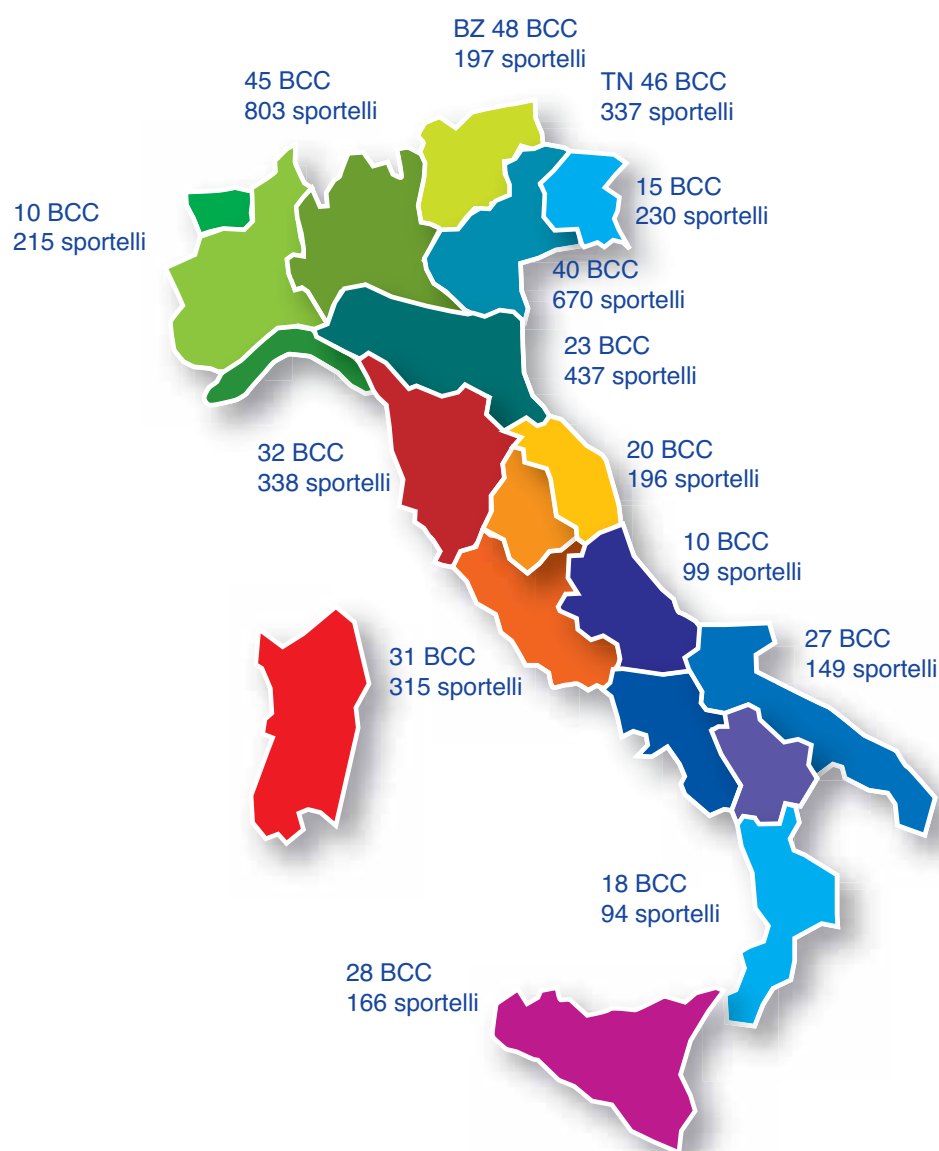 BZ 48 BCC
197 sportelli
45 BCC
803 sportelli
TN 46 BCC
337 sportelli
10 BCC
215 sportelli
15 BCC
230 sportelli
40 BCC
670 sportelli
23 BCC
437 sportelli
32 BCC
338 sportelli
20 BCC
196 sportelli
10 BCC
99 sportelli
27 BCC
149 sportelli
31 BCC
315 sportelli
18 BCC
94 sportelli
28 BCC
166 sportelli